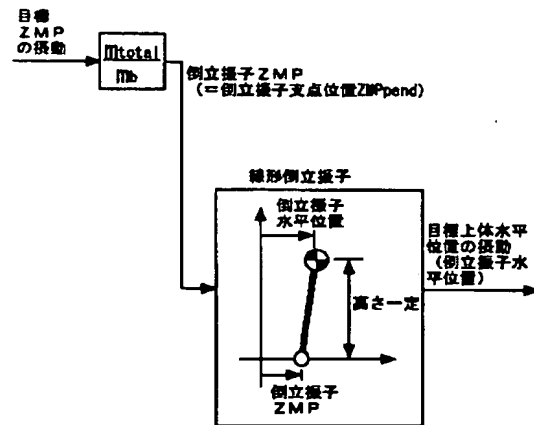 目標
ZMP
の摂動
mtotal
mb
倒立振子ZMP
(=倒立振子支点位置ZMPpend)
線形倒立振子
倒立振子
水平位置
高さ一定
倒立振子
ZMP
目標上体水平
位置の摂動
(倒立振子水
平位置)